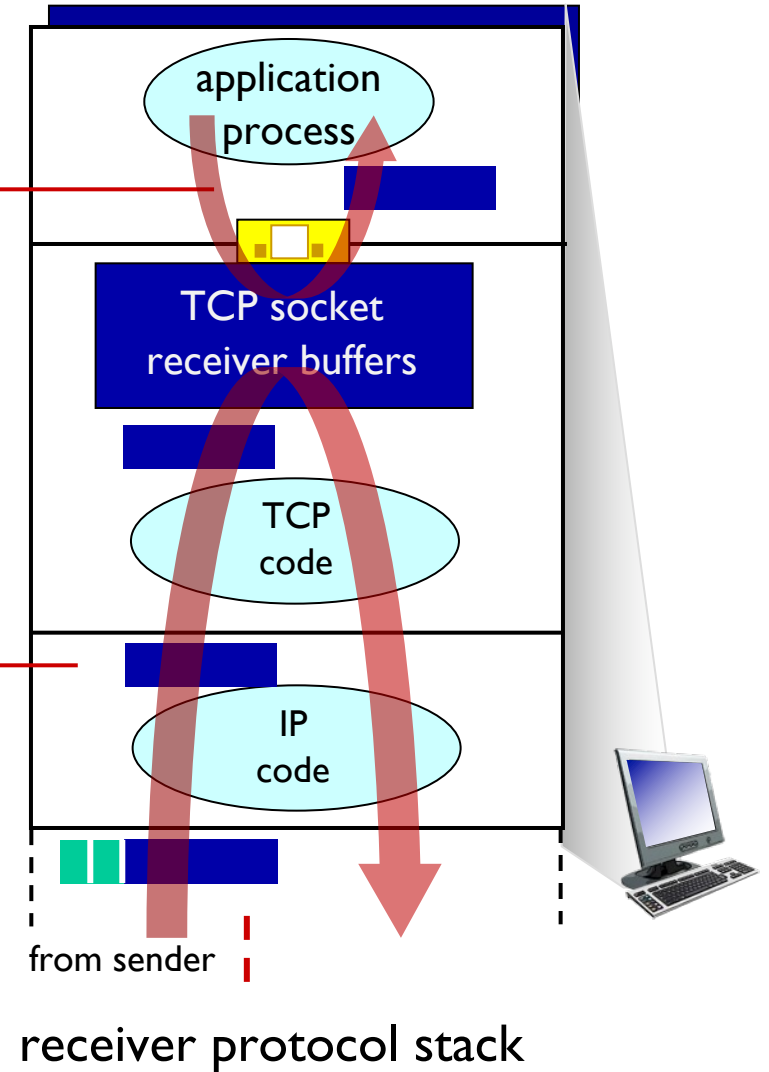 application
process
TCP socket
receiver buffers
TCP
code
IP
code
from sender
receiver protocol stack